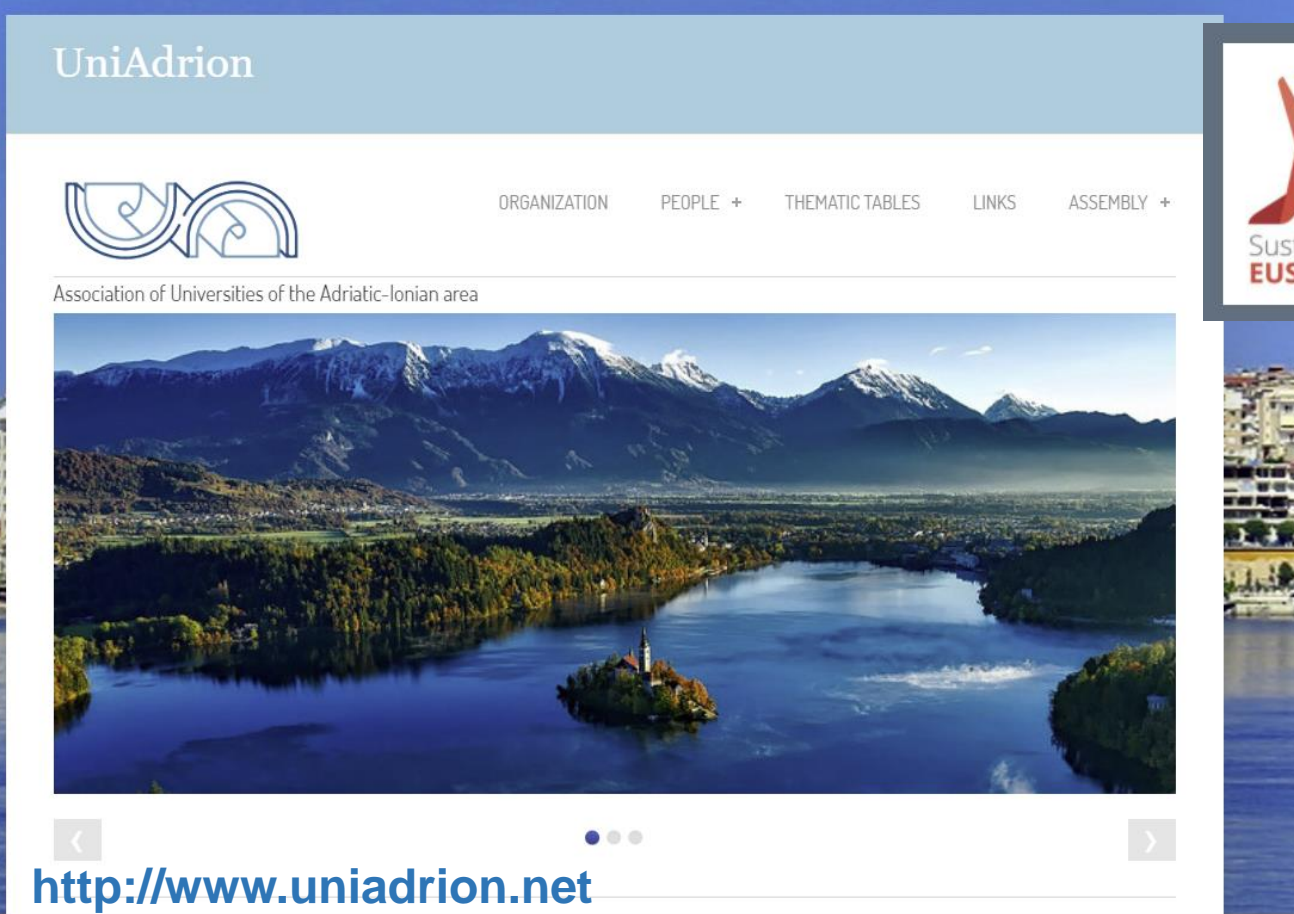 UniAdrion
ORGANIZATION PEOPLE + THEMATIC TABLES LINKS ASSEMBLY +
Association of Universities of the Adriatic-Ionian area
http://www.uniadrion.net